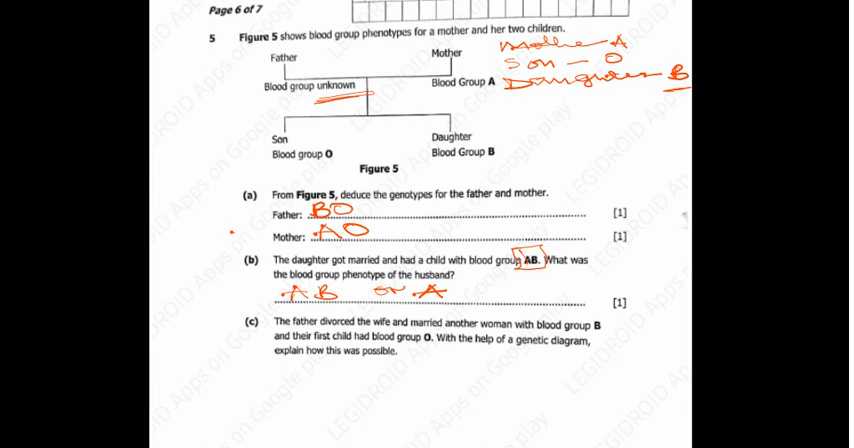 Page 6 of 7
5 Figure 5 shows blood group phenotypes for a mother and her two children.
Father
Mother
Mother A
Son - O
Blood group unknown
Blood Group A
Daughter B
Son
Daughter
Blood group O
Blood Group B
Figure 5
(a) From Figure 5, deduce the genotypes for the father and mother.
Father: BO [1]
Mother: AO [1]
(b) The daughter got married and had a child with blood group AB. What was
the blood group phenotype of the husband?
AB or A [1]
(c) The father divorced the wife and married another woman with blood group B
and their first child had blood group O. With the help of a genetic diagram,
explain how this was possible.
LEGIDROID Apps on Google play